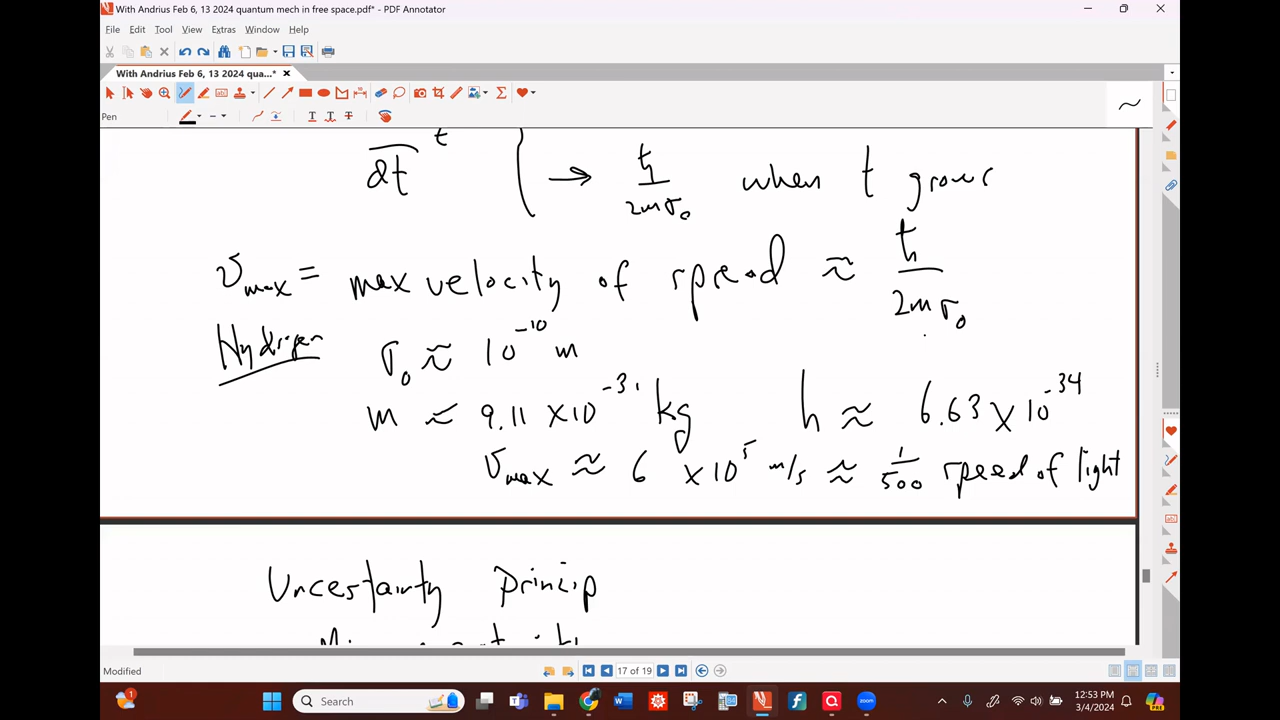 With Andrius Feb 6, 13 2024 quantum mech in free space.pdf* - PDF Annotator
File Edit Tool View Extras Window Help
With Andrius Feb 6, 13 2024 qua...*
Pen
dt t → ħ/2mσ₀ when t grows
v_max = max velocity of spread ≈ ħ/2mσ₀
Hydrogen σ₀ ≈ 10⁻¹⁰ m
m ≈ 9.11 ×10⁻³¹ kg h ≈ 6.63 × 10⁻³⁴
v_max ≈ 6 ×10⁵ m/s ≈ 1/500 speed of light
Uncertainty Princip
Modified
17 of 19
Search
12:53 PM
3/4/2024